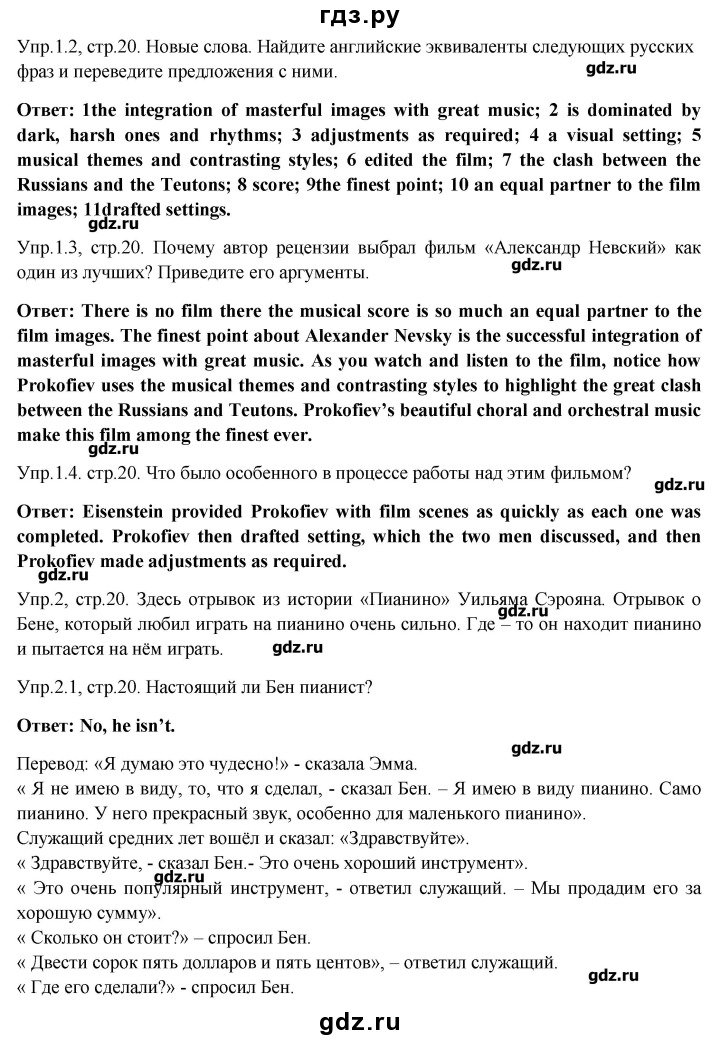 гдз.ру
Упр.1.2, стр.20. Новые слова. Найдите английские эквиваленты следующих русских
фраз и переведите предложения с ними.
gdz.ru
Ответ: 1the integration of masterful images with great music; 2 is dominated by
dark, harsh ones and rhythms; 3 adjustments as required; 4 a visual setting; 5
musical themes and contrasting styles; 6 edited the film; 7 the clash between the
Russians and the Teutons; 8 score; 9the finest point; 10 an equal partner to the film
images; 11drafted settings.
gdz.ru
Упр.1.3, стр.20. Почему автор рецензии выбрал фильм «Александр Невский» как
один из лучших? Приведите его аргументы.
gdz.ru
Ответ: There is no film there the musical score is so much an equal partner to the
film images. The finest point about Alexander Nevsky is the successful integration of
masterful images with great music. As you watch and listen to the film, notice how
Prokofiev uses the musical themes and contrasting styles to highlight the great clash
between the Russians and Teutons. Prokofiev’s beautiful choral and orchestral music
make this film among the finest ever.
gdz.ru
Упр.1.4. стр.20. Что было особенного в процессе работы над этим фильмом?
gdz.ru
Ответ: Eisenstein provided Prokofiev with film scenes as quickly as each one was
completed. Prokofiev then drafted setting, which the two men discussed, and then
Prokofiev made adjustments as required.
gdz.ru
Упр.2, стр.20. Здесь отрывок из истории «Пианино» Уильяма Сэрояна. Отрывок о
gdz.ru
Бене, который любил играть на пианино очень сильно. Где – то он находит пианино
и пытается на нём играть.
gdz.ru
Упр.2.1, стр.20. Настоящий ли Бен пианист?
Ответ: No, he isn’t.
gdz.ru
Перевод: «Я думаю это чудесно!» - сказала Эмма.
« Я не имею в виду, то, что я сделал, - сказал Бен. – Я имею в виду пианино. Само
пианино. У него прекрасный звук, особенно для маленького пианино».
Служащий средних лет вошёл и сказал: «Здравствуйте».
« Здравствуйте, - сказал Бен.- Это очень хороший инструмент».
gdz.ru
« Это очень популярный инструмент, - ответил служащий. – Мы продадим его за
хорошую сумму».
« Сколько он стоит?» – спросил Бен.
« Двести сорок пять долларов и пять центов», – ответил служащий.
gdz.ru
« Где его сделали?» - спросил Бен.
gdz.ru